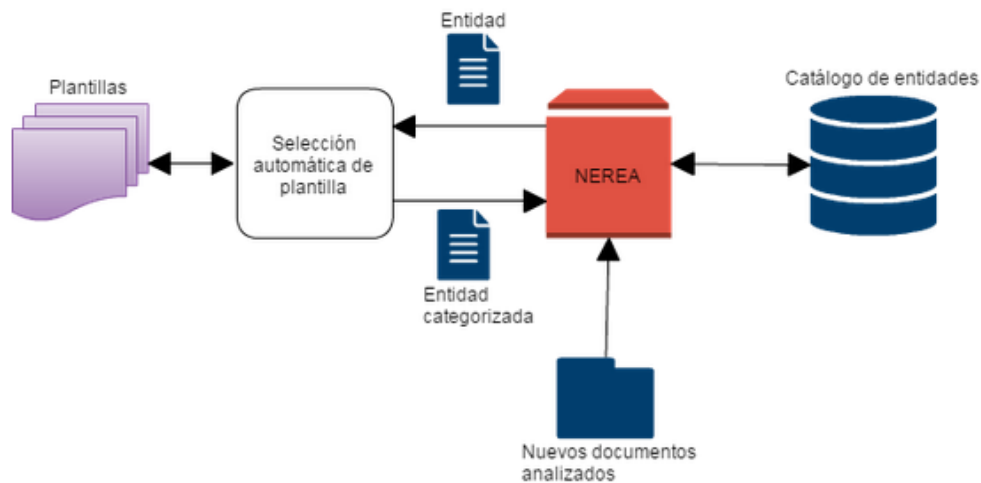 Entidad
Plantillas
Catálogo de entidades
Selección
automática de
plantilla
NEREA
Entidad
categorizada
Nuevos documentos
analizados